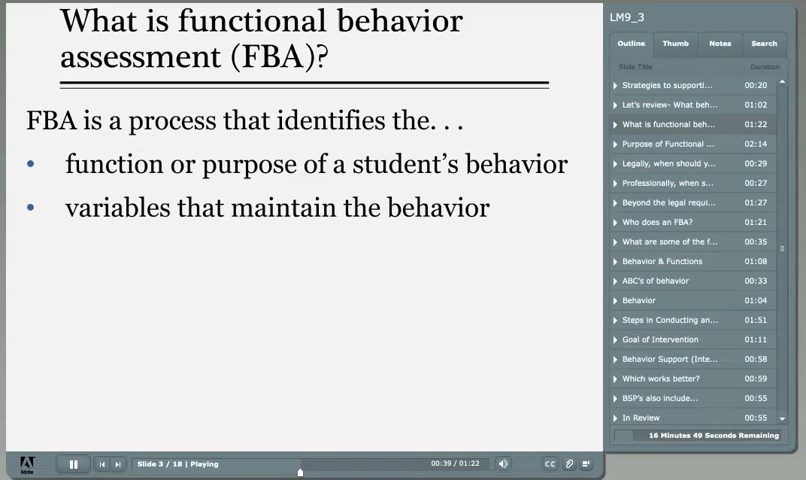 What is functional behavior
assessment (FBA)?
FBA is a process that identifies the. . .
• function or purpose of a student's behavior
• variables that maintain the behavior
LM9_3
Outline Thumb Notes Search
Slide Title Duration
Strategies to supporti... 00:20
Let's review- What beh... 01:02
What is functional beh... 01:22
Purpose of Functional ... 02:14
Legally, when should y... 00:29
Professionally, when s... 00:27
Beyond the legal requi... 01:27
Who does an FBA? 01:21
What are some of the f... 00:35
Behavior & Functions 01:08
ABC's of behavior 00:33
Behavior 01:04
Steps in Conducting an... 01:51
Goal of Intervention 01:11
Behavior Support (Inte... 00:58
Which works better? 00:59
BSP's also include... 00:55
In Review 00:55
16 Minutes 49 Seconds Remaining
Adobe
Slide 3 / 18 | Playing 00:39 / 01:22 CC